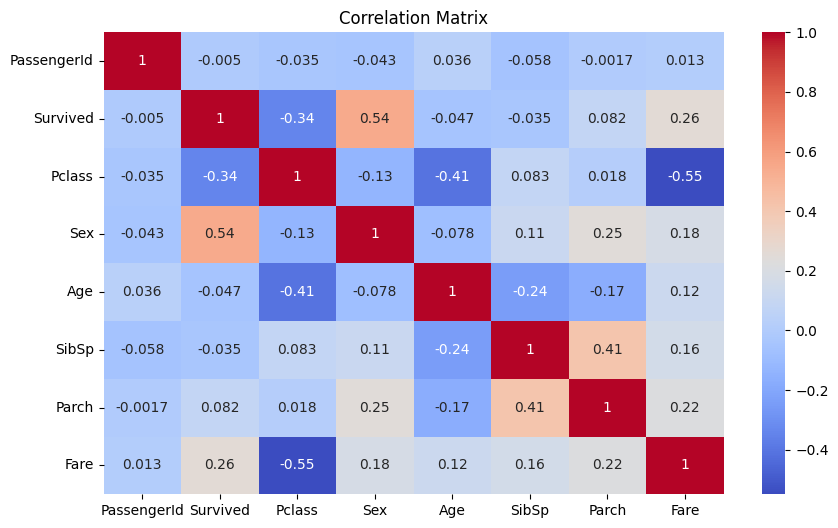 Correlation Matrix
PassengerId 1 -0.005 -0.035 -0.043 0.036 -0.058 -0.0017 0.013
Survived -0.005 1 -0.34 0.54 -0.047 -0.035 0.082 0.26
Pclass -0.035 -0.34 1 -0.13 -0.41 0.083 0.018 -0.55
Sex -0.043 0.54 -0.13 1 -0.078 0.11 0.25 0.18
Age 0.036 -0.047 -0.41 -0.078 1 -0.24 -0.17 0.12
SibSp -0.058 -0.035 0.083 0.11 -0.24 1 0.41 0.16
Parch -0.0017 0.082 0.018 0.25 -0.17 0.41 1 0.22
Fare 0.013 0.26 -0.55 0.18 0.12 0.16 0.22 1
PassengerId Survived Pclass Sex Age SibSp Parch Fare
1.0
0.8
0.6
0.4
0.2
0.0
−0.2
−0.4